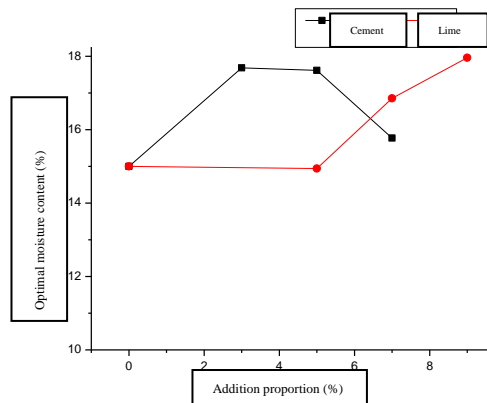 Cement
Lime
18
16
14
12
10
Optimal moisture content (%)
0
2
4
6
8
Addition proportion (%)